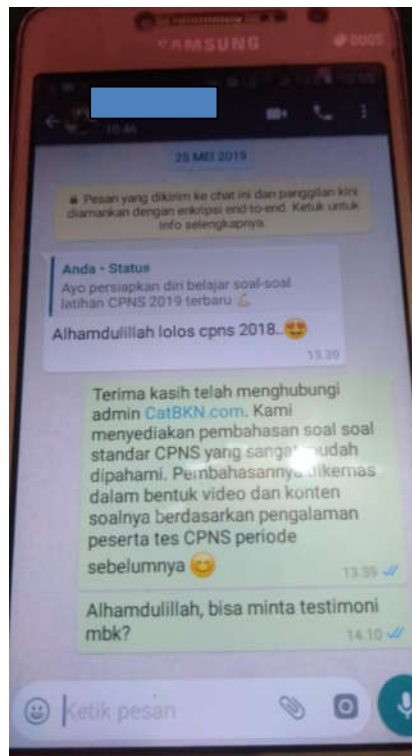 SAMSUNG
DUOS
10.46
25 MEI 2019
Pesan yang dikirim ke chat ini dan panggilan kini
diamankan dengan enkripsi end-to-end. Ketuk untuk
info selengkapnya.
Anda • Status
Ayo persiapkan diri belajar soal-soal
latihan CPNS 2019 terbaru 💪
Alhamdulillah lolos cpns 2018..😍
13.39
Terima kasih telah menghubungi
admin CatBKN.com. Kami
menyediakan pembahasan soal soal
standar CPNS yang sangat mudah
dipahami. Pembahasannya dikemas
dalam bentuk video dan konten
soalnya berdasarkan pengalaman
peserta tes CPNS periode
sebelumnya 😊
13.39
Alhamdulillah, bisa minta testimoni
mbk?
14.10
Ketik pesan